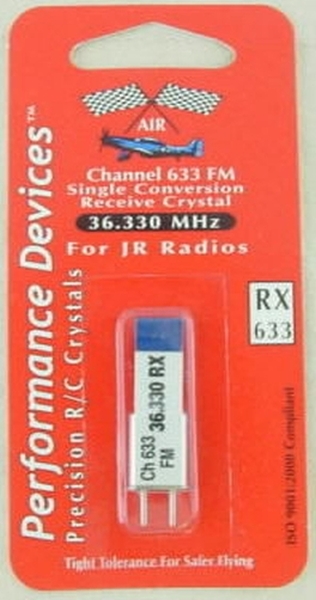 AIR
Channel 633 FM
Single Conversion
Receive Crystal
36.330 MHz
For JR Radios
Performance Devices™
Precision R/C Crystals
RX
633
Ch 633 36.330 RX
FM
ISO 9001:2000 Compliant
Tight Tolerance For Safer Flying